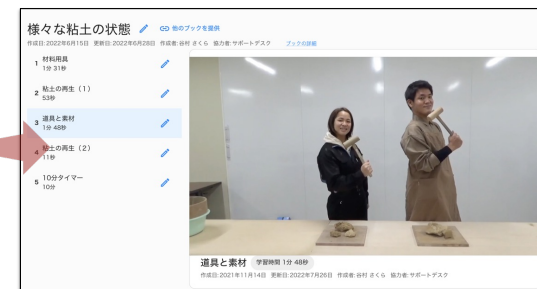 様々な粘土の状態 他のブックを提供
作成日:2022年6月15日 更新日:2022年6月28日 作成者:谷村 さくら 協力者:サポートデスク ブックの詳細
1 材料用具
1分 31秒
2 粘土の再生（1）
53秒
3 道具と素材
1分 48秒
4 粘土の再生（2）
11秒
5 10分タイマー
10分
道具と素材 学習時間 1分 48秒
作成日:2021年11月14日 更新日:2022年7月26日 作成者:谷村 さくら 協力者:サポートデスク